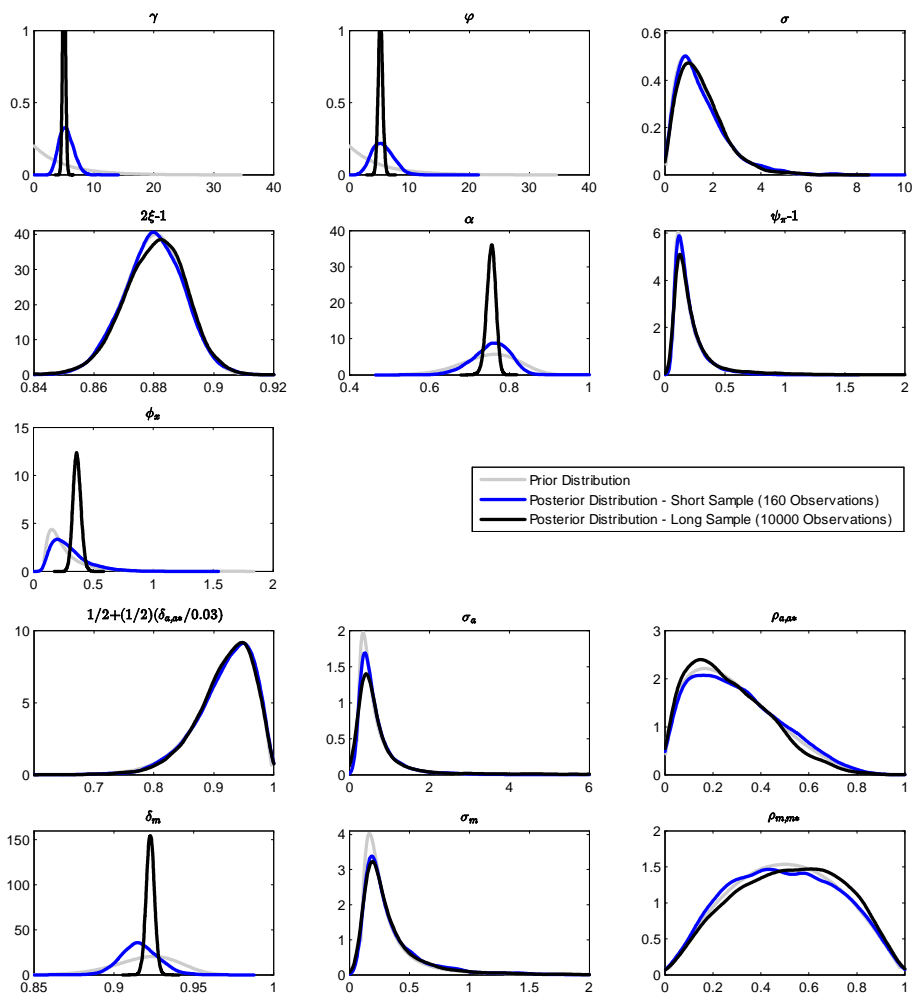 γ φ σ
1 1 0.6
0.5 0.5 0.4
0.2
0 0 0
0 10 20 30 40 0 10 20 30 40 0 2 4 6 8 10
2ξ-1 α ψπ-1
40 40 6
30 30 4
20 20
10 10 2
0 0 0
0.84 0.86 0.88 0.9 0.92 0.4 0.6 0.8 1 0 0.5 1 1.5 2
ϕx
15
10
5
0
0 0.5 1 1.5 2
Prior Distribution
Posterior Distribution - Short Sample (160 Observations)
Posterior Distribution - Long Sample (10000 Observations)
1/2+(1/2)(δa,a*/0.03) σa ρa,a*
10 2 3
1.5 2
5 1
0.5 1
0 0 0
0.7 0.8 0.9 1 0 2 4 6 0 0.2 0.4 0.6 0.8 1
δm σm ρm,m*
150 4 2
3 1.5
100 2 1
50 1 0.5
0 0 0
0.85 0.9 0.95 1 0 0.5 1 1.5 2 0 0.2 0.4 0.6 0.8 1